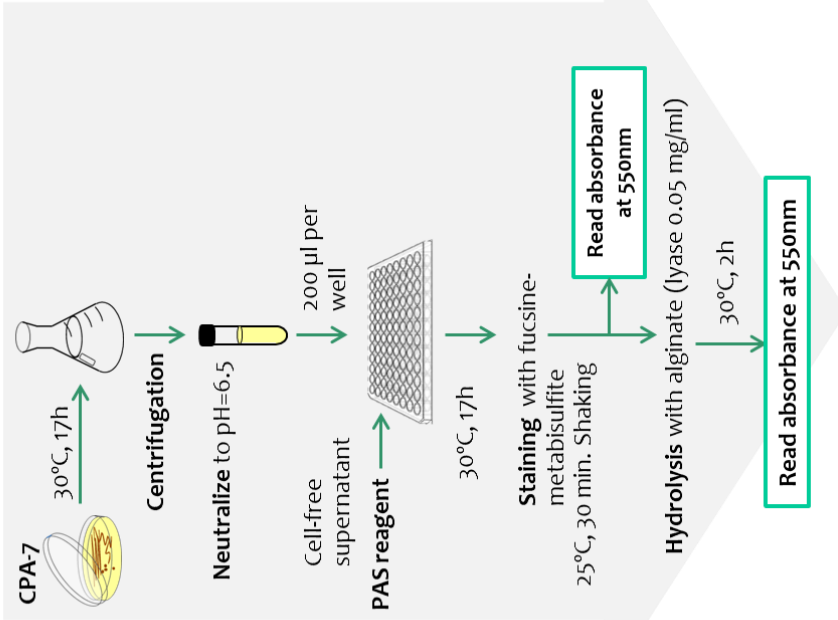 CPA-7
30ºC, 17h
Centrifugation
Neutralize to pH=6.5
Cell-free
supernatant
200 µl per
well
PAS reagent
30ºC, 17h
Staining with fucsine-
metabisulfite
25ºC, 30 min. Shaking
Read absorbance
at 550nm
Hydrolysis with alginate (lyase 0.05 mg/ml)
30ºC, 2h
Read absorbance at 550nm